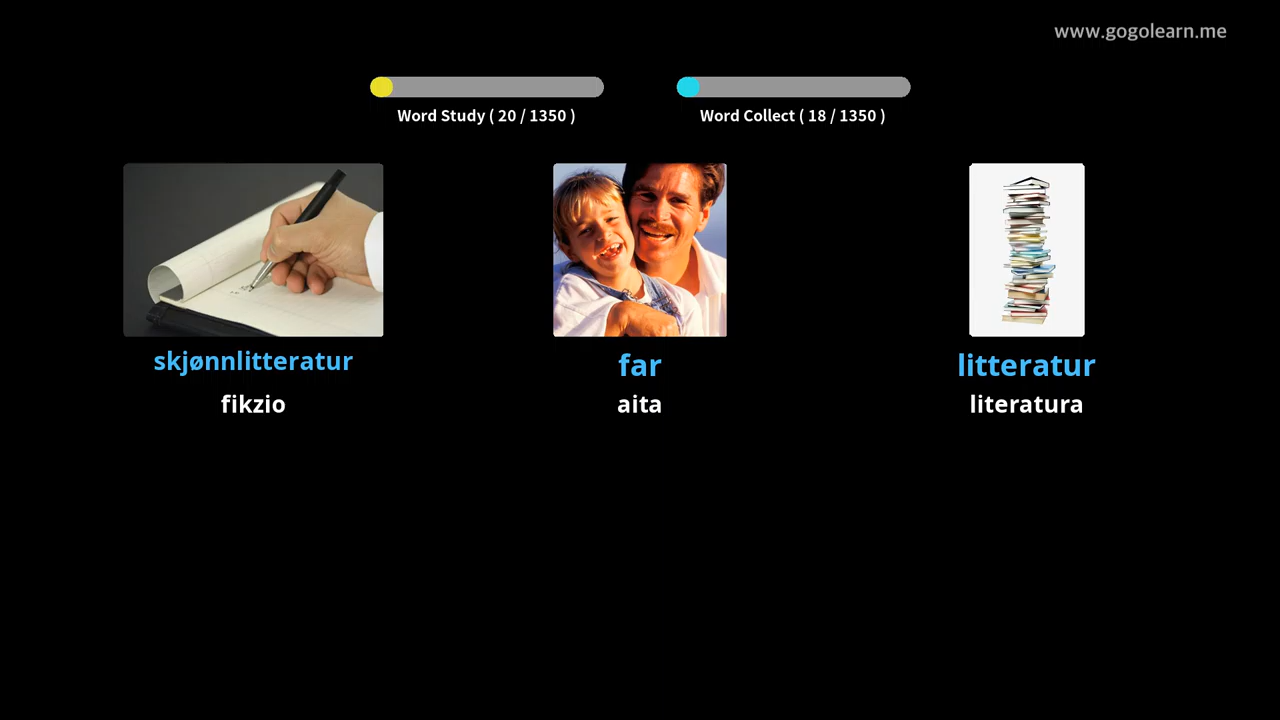 www.gogolearn.me
Word Study ( 20 / 1350 )
Word Collect ( 18 / 1350 )
skjønnlitteratur
far
litteratur
fikzio
aita
literatura